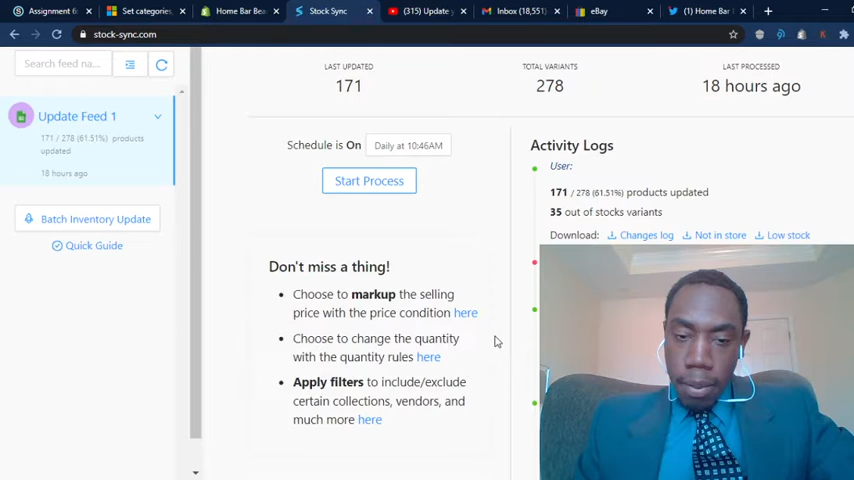 Assignment 6
Set categories
Home Bar Bea
Stock Sync
(315) Update y
Inbox (18,551)
eBay
(1) Home Bar
stock-sync.com
Search feed na...
LAST UPDATED
TOTAL VARIANTS
LAST PROCESSED
171
278
18 hours ago
Update Feed 1
171 / 278 (61.51%) products
updated
18 hours ago
Batch Inventory Update
Quick Guide
Schedule is On
Daily at 10:46AM
Start Process
Don't miss a thing!
Choose to markup the selling
price with the price condition here
Choose to change the quantity
with the quantity rules here
Apply filters to include/exclude
certain collections, vendors, and
much more here
Activity Logs
User:
171 / 278 (61.51%) products updated
35 out of stocks variants
Download: Changes log Not in store Low stock